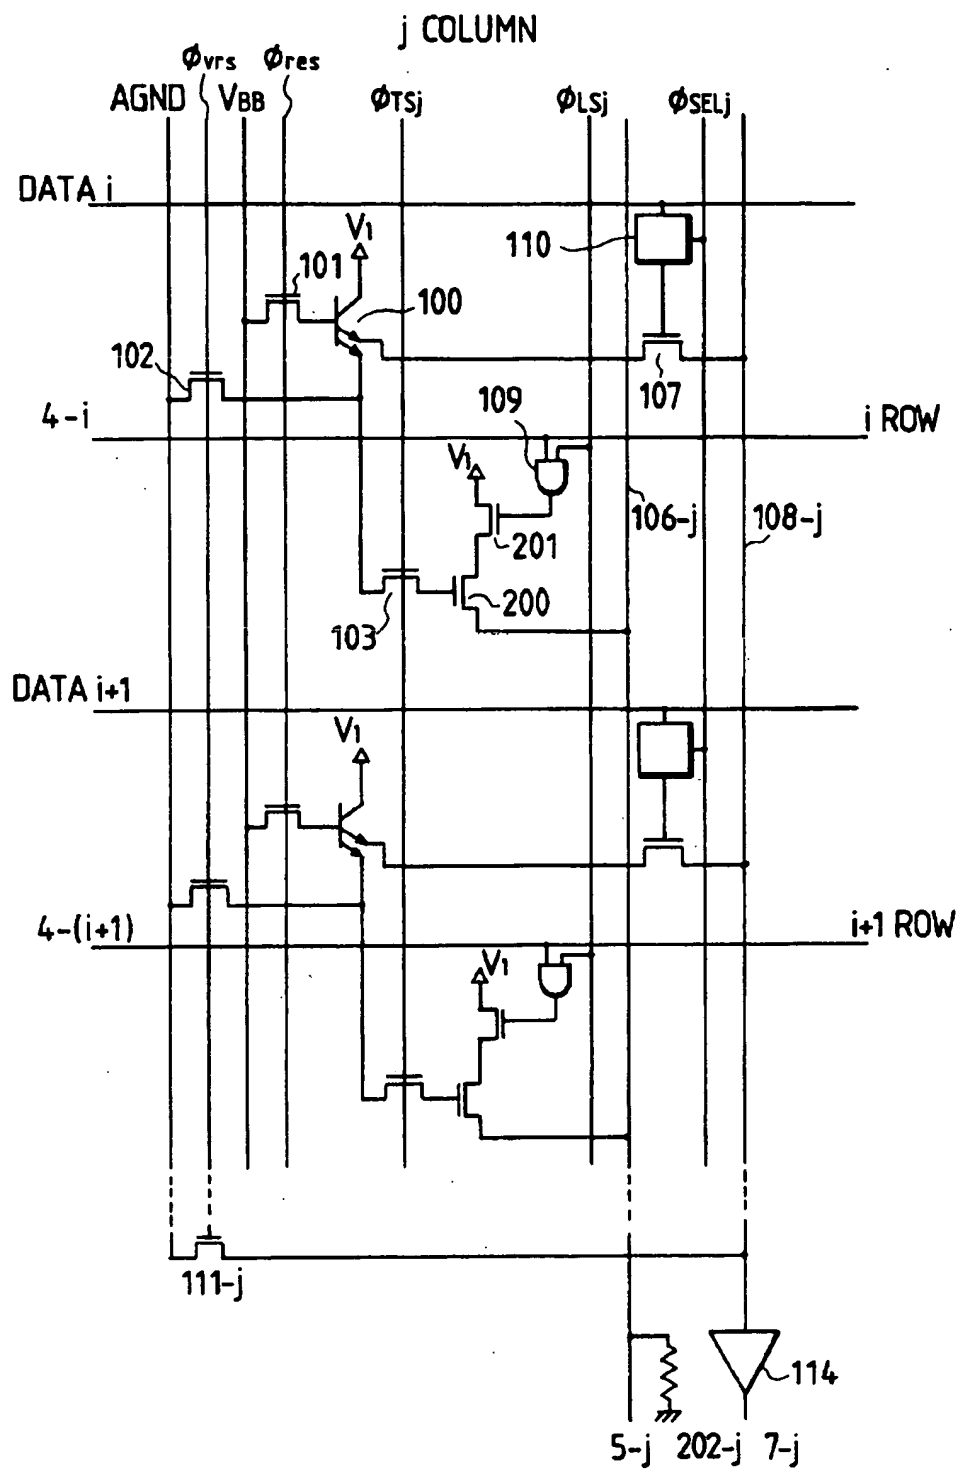 j COLUMN
φvrs φres
AGND VBB φTSj φLSj φSELj
DATA i
V1
110
101
100
102
107
4-i
109
i ROW
V1
106-j
108-j
201
200
103
DATA i+1
V1
4-(i+1)
i+1 ROW
V1
111-j
114
5-j 202-j 7-j